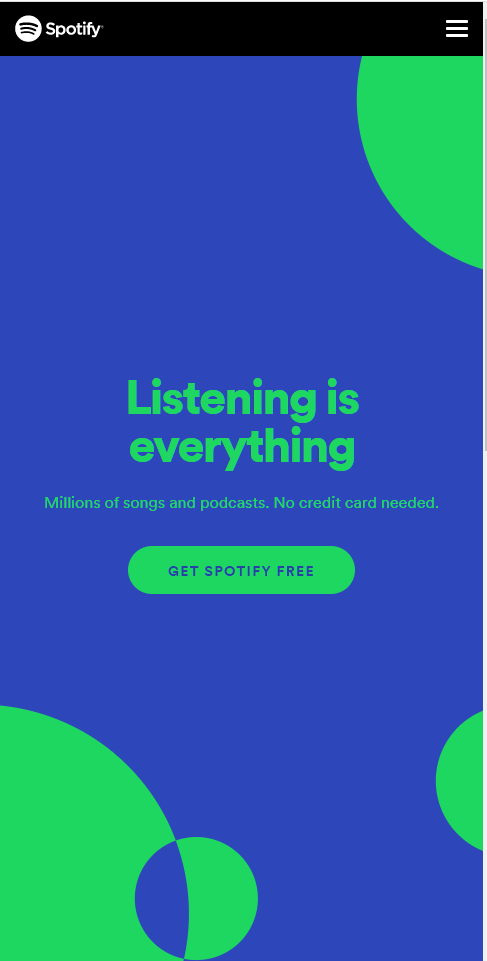 Spotify
Listening is
everything
Millions of songs and podcasts. No credit card needed.
GET SPOTIFY FREE